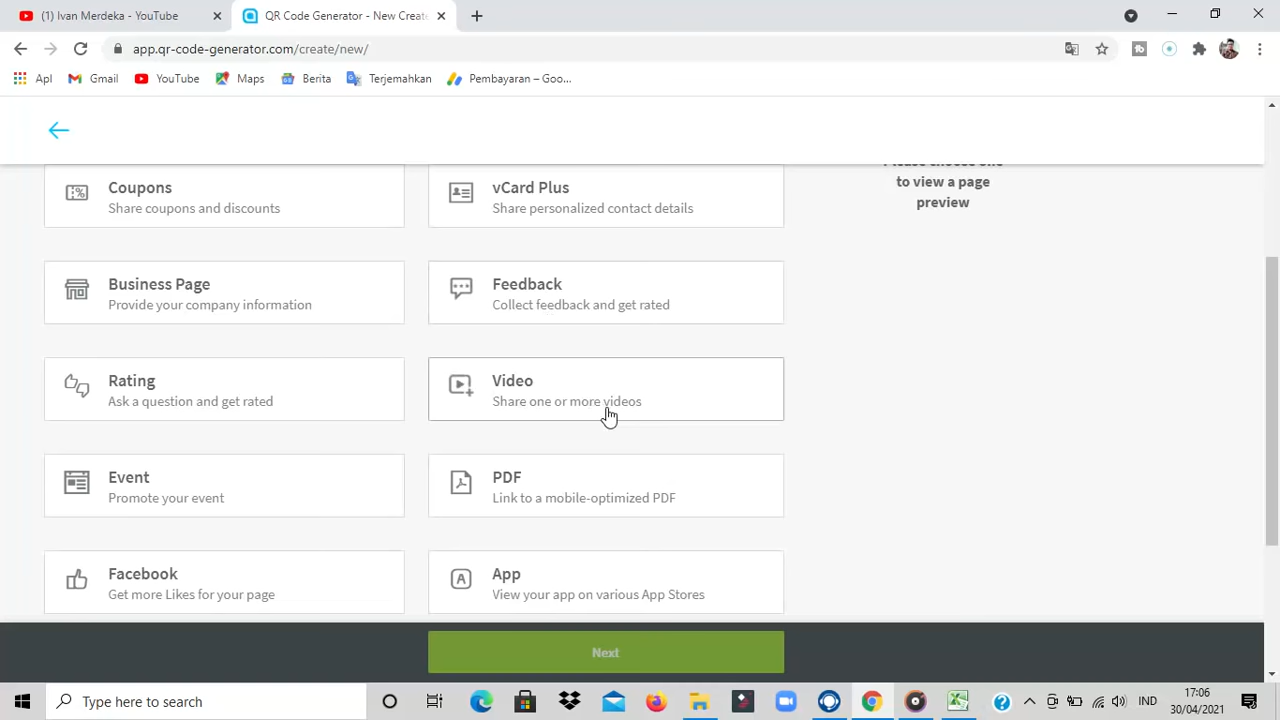 (1) Ivan Merdeka - YouTube
QR Code Generator - New Create
app.qr-code-generator.com/create/new/
Apl Gmail YouTube Maps Berita Terjemahkan Pembayaran – Goo...
Please choose one
to view a page
preview
Coupons
Share coupons and discounts
vCard Plus
Share personalized contact details
Business Page
Provide your company information
Feedback
Collect feedback and get rated
Rating
Ask a question and get rated
Video
Share one or more videos
Event
Promote your event
PDF
Link to a mobile-optimized PDF
Facebook
Get more Likes for your page
App
View your app on various App Stores
Next
Type here to search
IND
17:06
30/04/2021